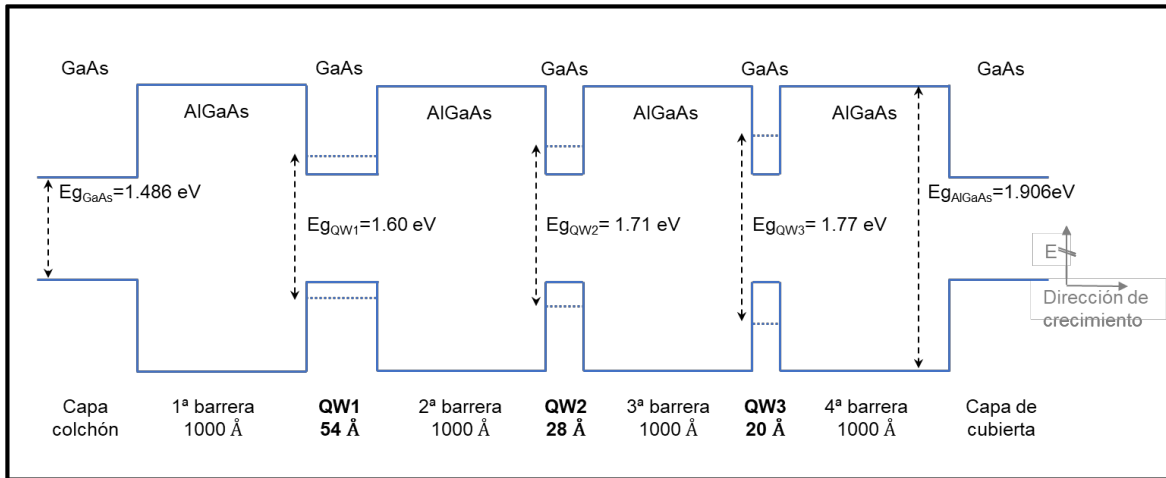 GaAs GaAs GaAs GaAs GaAs
AlGaAs AlGaAs AlGaAs AlGaAs
Eg_GaAs=1.486 eV
Eg_QW1=1.60 eV
Eg_QW2= 1.71 eV
Eg_QW3= 1.77 eV
Eg_AlGaAs=1.906eV
E
Dirección de
crecimiento
Capa
colchón
1ª barrera
1000 Å
QW1
54 Å
2ª barrera
1000 Å
QW2
28 Å
3ª barrera
1000 Å
QW3
20 Å
4ª barrera
1000 Å
Capa de
cubierta